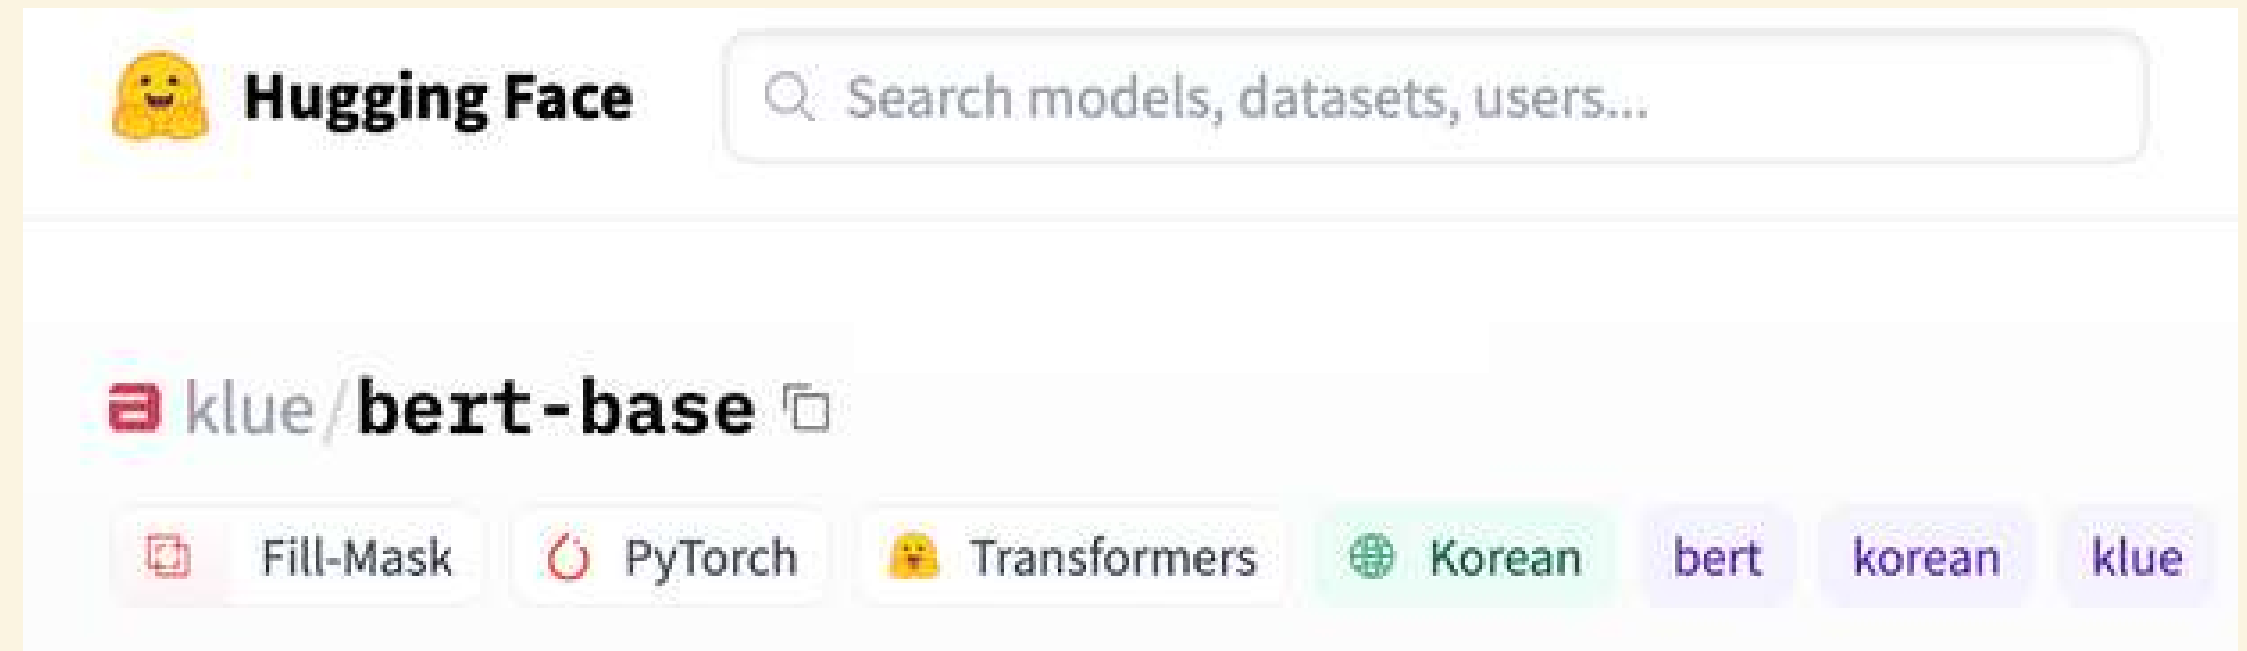 Hugging Face Search models, datasets, users...
klue/bert-base
Fill-Mask PyTorch Transformers Korean bert korean klue